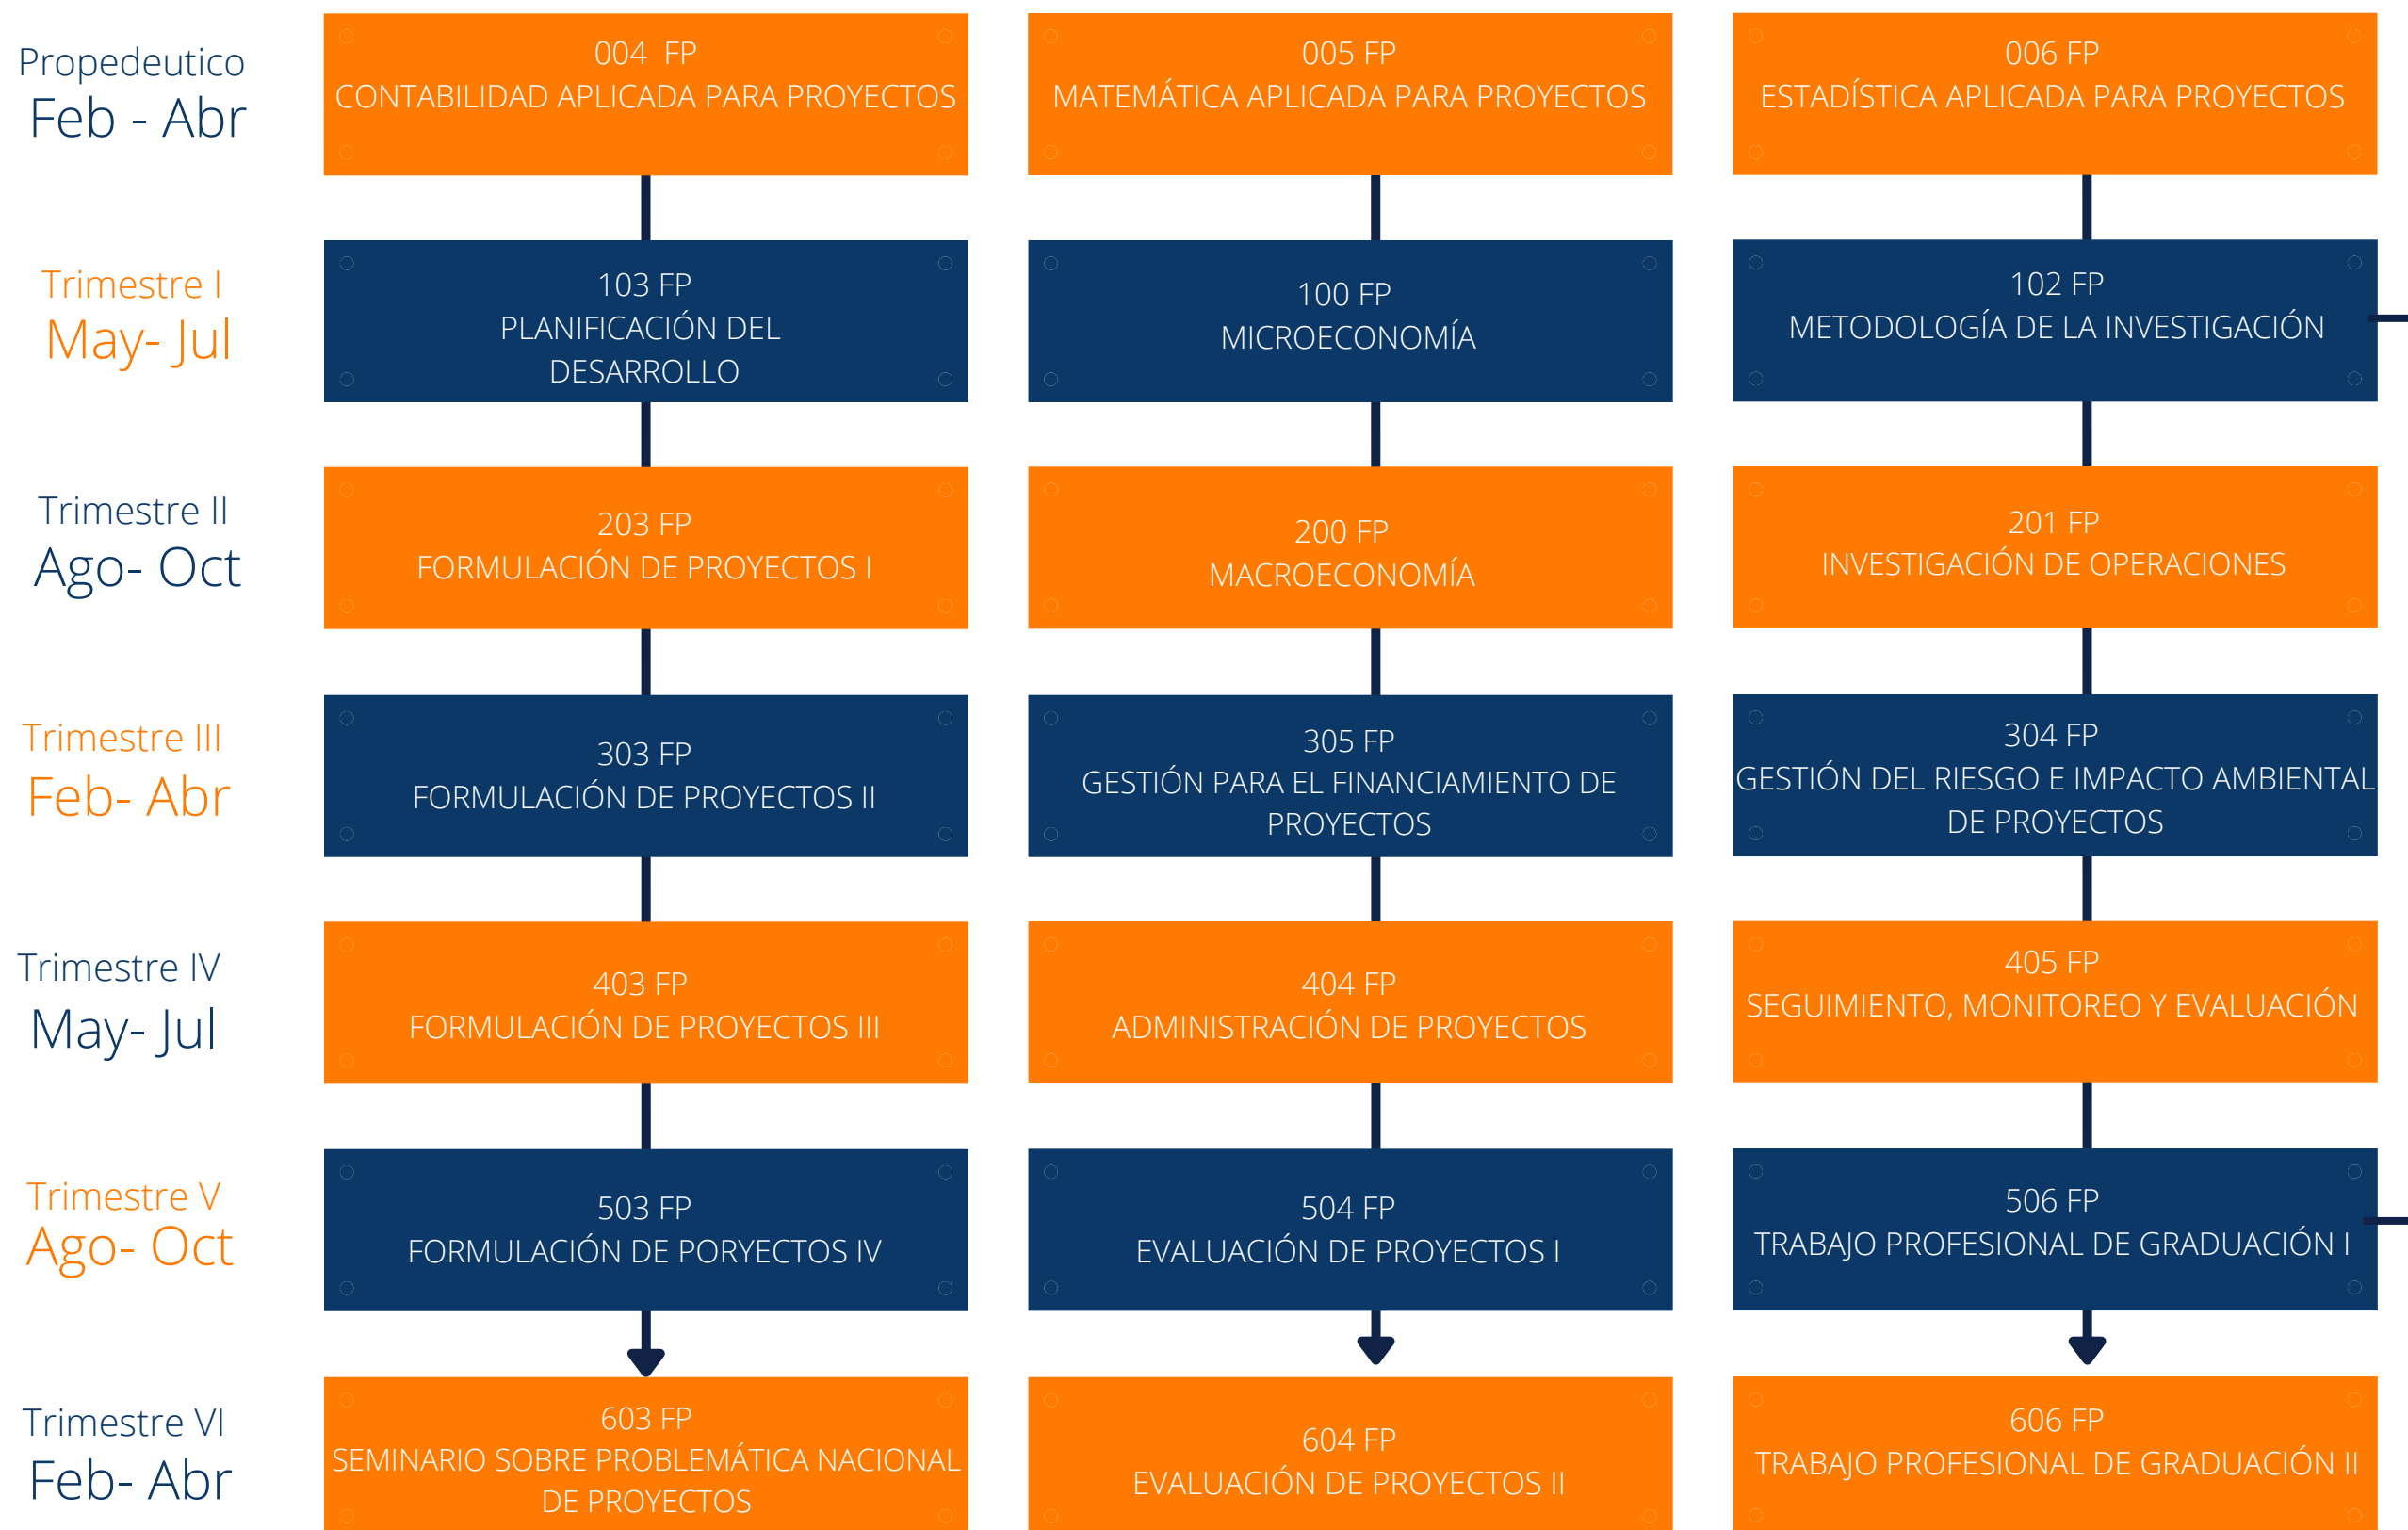 Propedeutico
Feb - Abr
004 FP
CONTABILIDAD APLICADA PARA PROYECTOS
005 FP
MATEMÁTICA APLICADA PARA PROYECTOS
006 FP
ESTADÍSTICA APLICADA PARA PROYECTOS
Trimestre I
May- Jul
103 FP
PLANIFICACIÓN DEL
DESARROLLO
100 FP
MICROECONOMÍA
102 FP
METODOLOGÍA DE LA INVESTIGACIÓN
Trimestre II
Ago- Oct
203 FP
FORMULACIÓN DE PROYECTOS I
200 FP
MACROECONOMÍA
201 FP
INVESTIGACIÓN DE OPERACIONES
Trimestre III
Feb- Abr
303 FP
FORMULACIÓN DE PROYECTOS II
305 FP
GESTIÓN PARA EL FINANCIAMIENTO DE
PROYECTOS
304 FP
GESTIÓN DEL RIESGO E IMPACTO AMBIENTAL
DE PROYECTOS
Trimestre IV
May- Jul
403 FP
FORMULACIÓN DE PROYECTOS III
404 FP
ADMINISTRACIÓN DE PROYECTOS
405 FP
SEGUIMIENTO, MONITOREO Y EVALUACIÓN
Trimestre V
Ago- Oct
503 FP
FORMULACIÓN DE PORYECTOS IV
504 FP
EVALUACIÓN DE PROYECTOS I
506 FP
TRABAJO PROFESIONAL DE GRADUACIÓN I
Trimestre VI
Feb- Abr
603 FP
SEMINARIO SOBRE PROBLEMÁTICA NACIONAL
DE PROYECTOS
604 FP
EVALUACIÓN DE PROYECTOS II
606 FP
TRABAJO PROFESIONAL DE GRADUACIÓN II